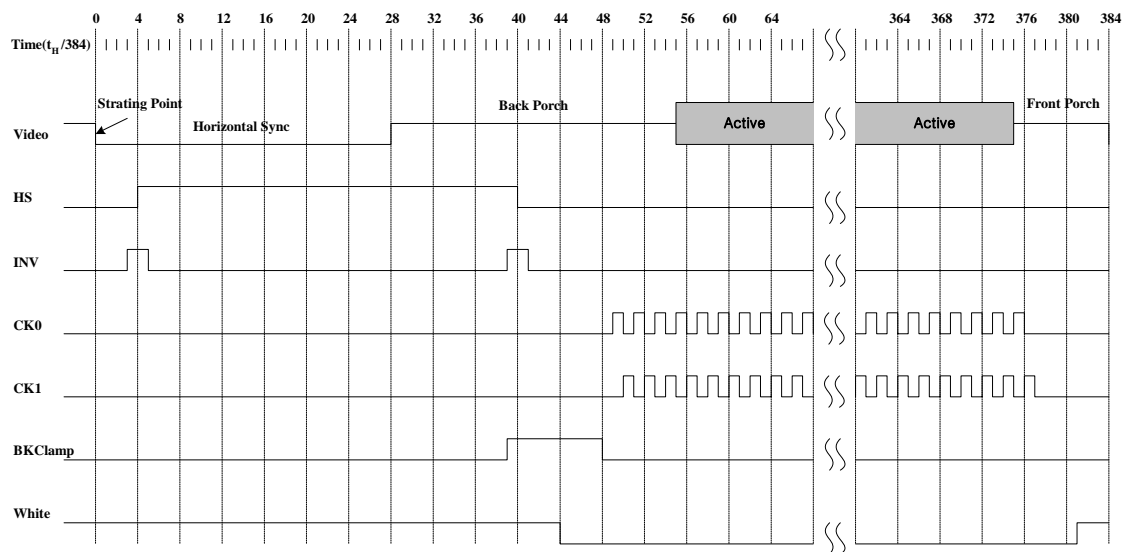 0 4 8 12 16 20 24 28 32 36 40 44 48 52 56 60 64 364 368 372 376 380 384
Time(tH/384)
Strating Point
Back Porch
Front Porch
Horizontal Sync
Active
Active
Video
HS
INV
CK0
CK1
BKClamp
White